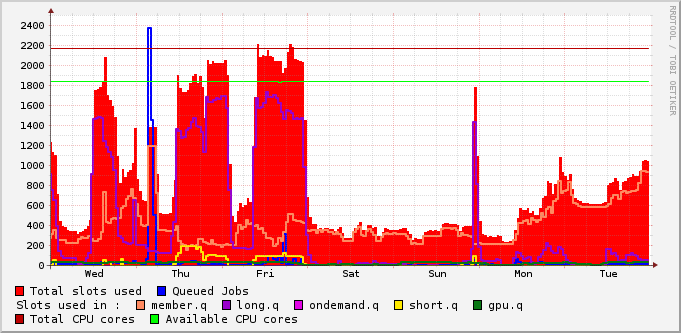 RRDTOOL / TOBI OETIKER
2400
2200
2000
1800
1600
1400
1200
1000
800
600
400
200
0
Wed Thu Fri Sat Sun Mon Tue
Total slots used Queued Jobs
Slots used in : member.q long.q ondemand.q short.q gpu.q
Total CPU cores Available CPU cores